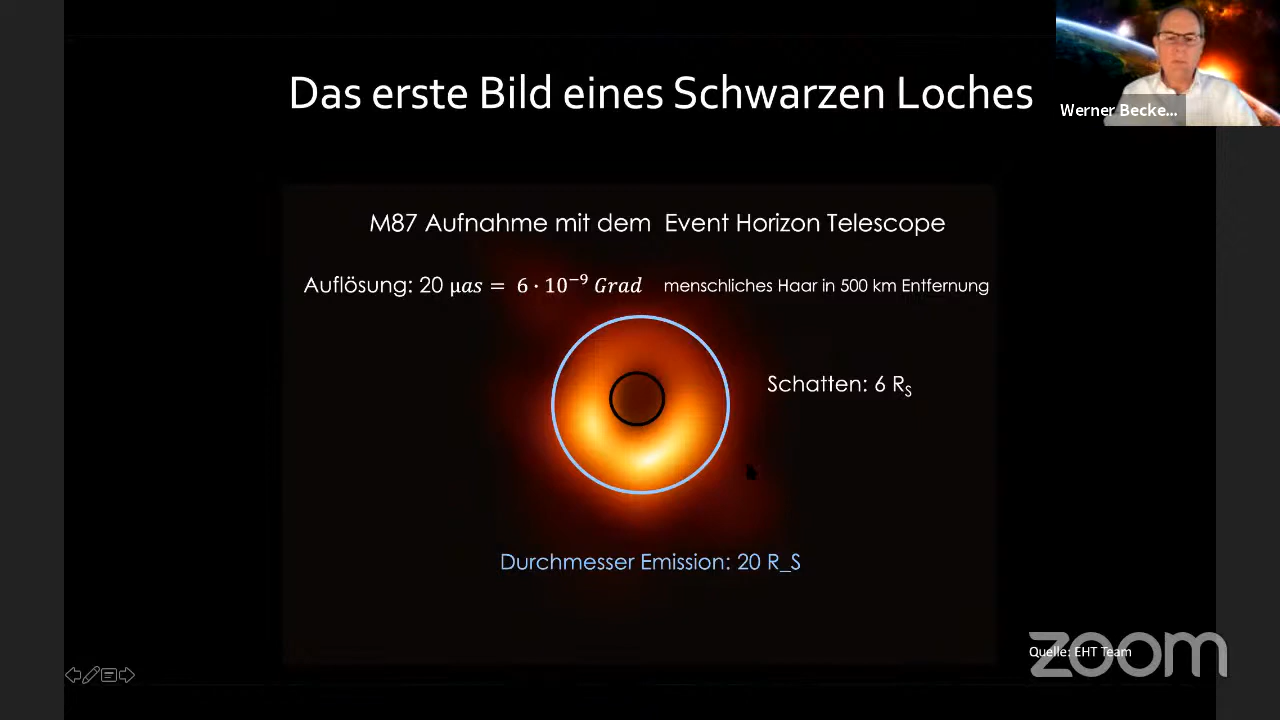 Das erste Bild eines Schwarzen Loches
Werner Becke...
M87 Aufnahme mit dem Event Horizon Telescope
Auflösung: 20 µas = 6 · 10⁻⁹ Grad menschliches Haar in 500 km Entfernung
Schatten: 6 R_S
Durchmesser Emission: 20 R_S
zoom
Quelle: EHT Team